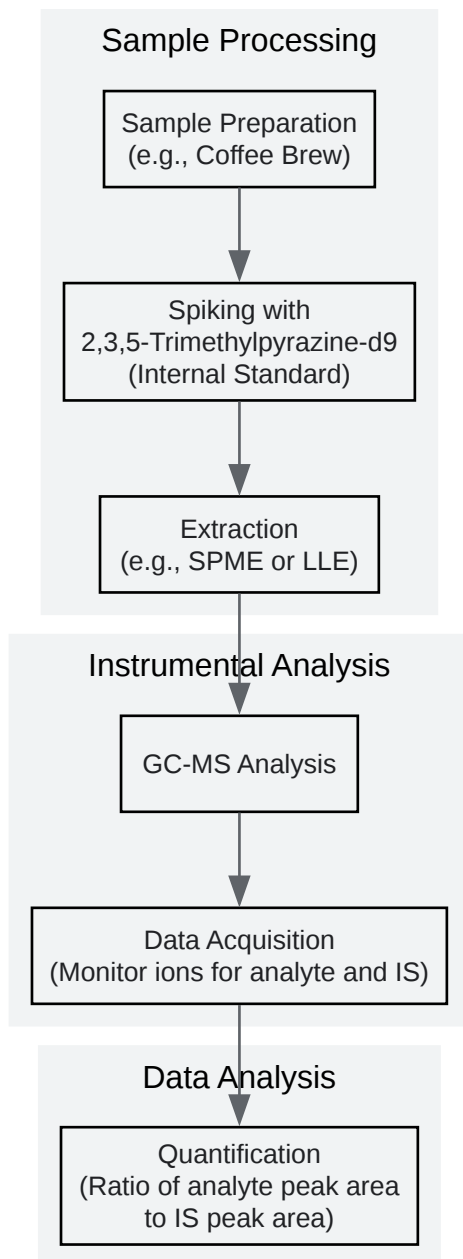 Sample Processing
Sample Preparation
(e.g., Coffee Brew)
Spiking with
2,3,5-Trimethylpyrazine-d9
(Internal Standard)
Extraction
(e.g., SPME or LLE)
Instrumental Analysis
GC-MS Analysis
Data Acquisition
(Monitor ions for analyte and IS)
Data Analysis
Quantification
(Ratio of analyte peak area
to IS peak area)